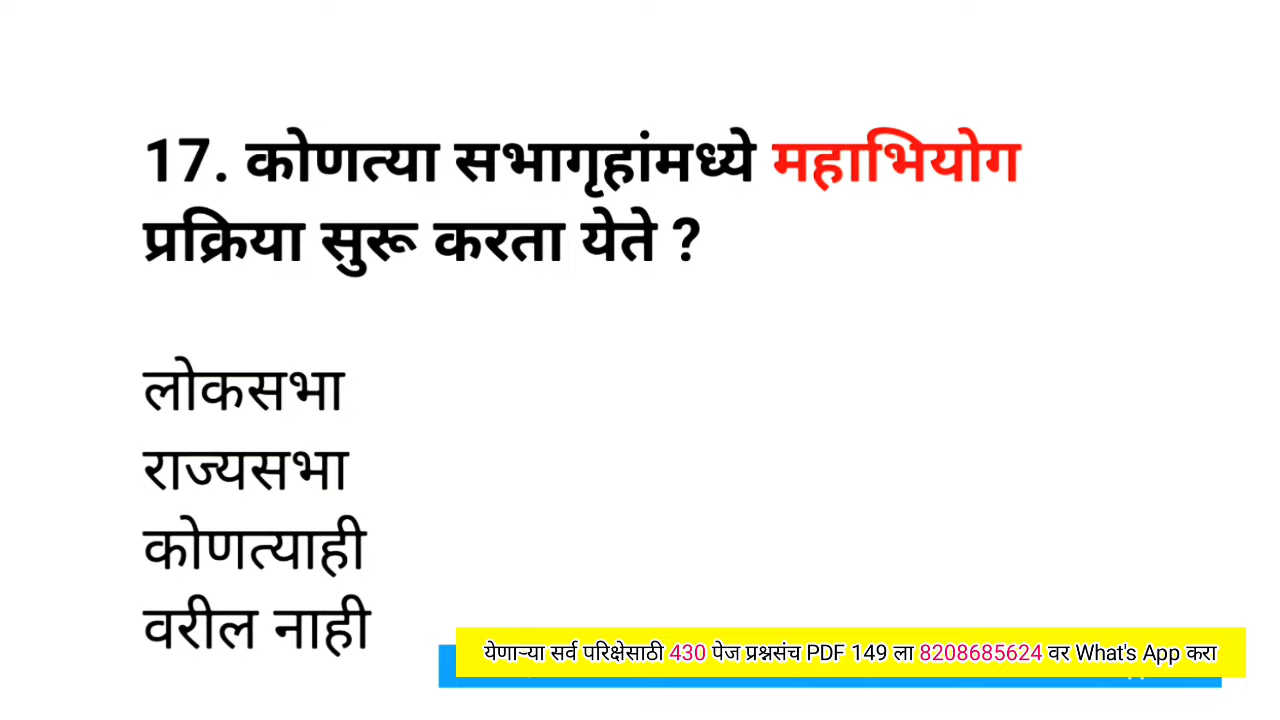 17. कोणत्या सभागृहांमध्ये महाभियोग
प्रक्रिया सुरू करता येते ?
लोकसभा
राज्यसभा
कोणत्याही
वरील नाही
येणाऱ्या सर्व परिक्षेसाठी 430 पेज प्रश्नसंच PDF 149 ला 8208685624 वर What's App करा